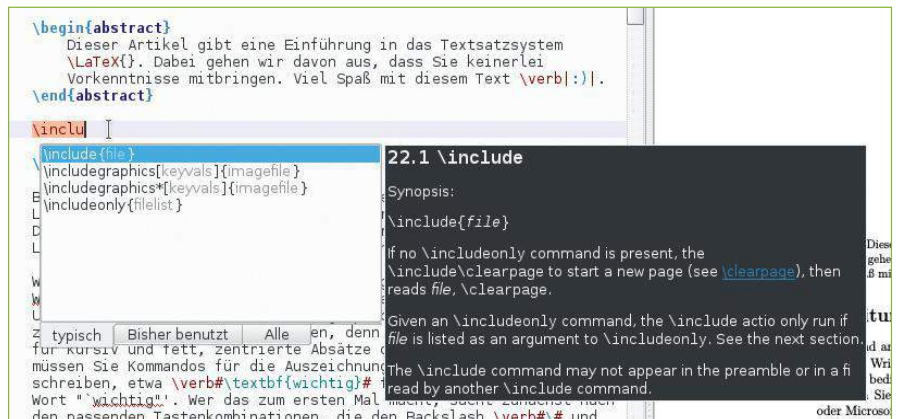 \begin{abstract}
Dieser Artikel gibt eine Einführung in das Textsatzsystem
\LaTeX{}. Dabei gehen wir davon aus, dass Sie keinerlei
Vorkenntnisse mitbringen. Viel Spaß mit diesem Text \verb|:)|.
\end{abstract}
\inclu
\include{file}
\includegraphics[keyvals]{imagefile}
\includegraphics*[keyvals]{imagefile}
\includeonly{filelist}
typisch Bisher benutzt Alle
22.1 \include
Synopsis:
\include{file}
If no \includeonly command is present, the
\include\clearpage to start a new page (see \clearpage), then
reads file, \clearpage.
Given an \includeonly command, the \include actio only run if
file is listed as an argument to \includeonly. See the next section.
The \include command may not appear in the preamble or in a fi
read by another \include command.
en, denn
für kursiv und fett, zentrierte Absätze
müssen Sie Kommandos für die Auszeichnung
schreiben, etwa \verb#\textbf{wichtig}#
Wort "`wichtig"'. Wer das zum ersten Mal macht, sucht zunächst nach
den passenden Tastenkombinationen, die den Backslash \verb#\# und
Diese
gehe
ß mi
tu
d an
Wri
bedi
Sie
oder Microso